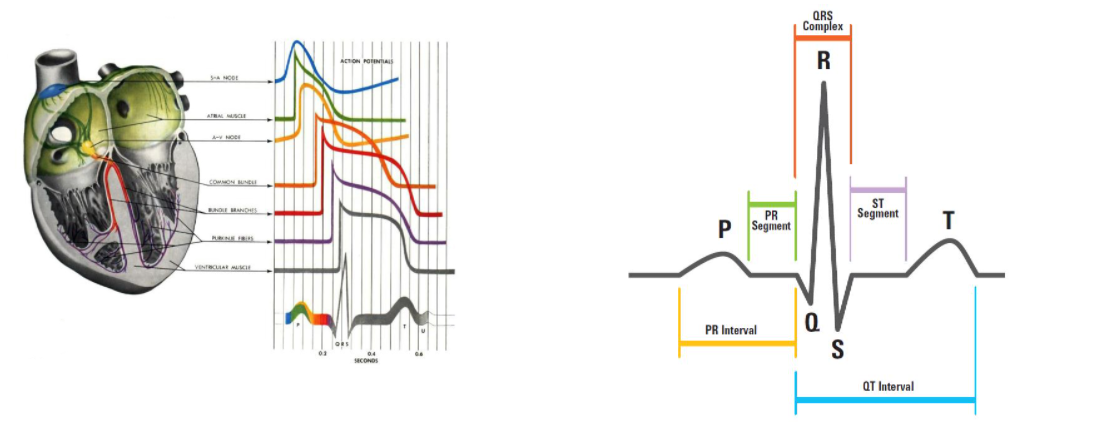 ACTION POTENTIALS
S-A NODE
ATRIAL MUSCLE
A-V NODE
COMMON BUNDLE
BUNDLE BRANCHES
PURKINJE FIBERS
VENTRICULAR MUSCLE
P
QRS
T
U
0.2
0.4
0.6
SECONDS
QRS
Complex
R
PR
Segment
ST
Segment
P
T
Q
S
PR Interval
QT Interval